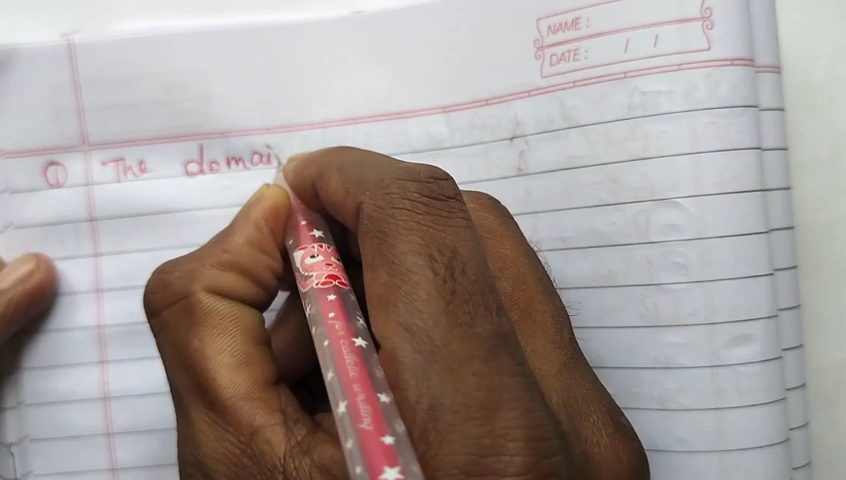 NAME :
DATE : / /
① The domai